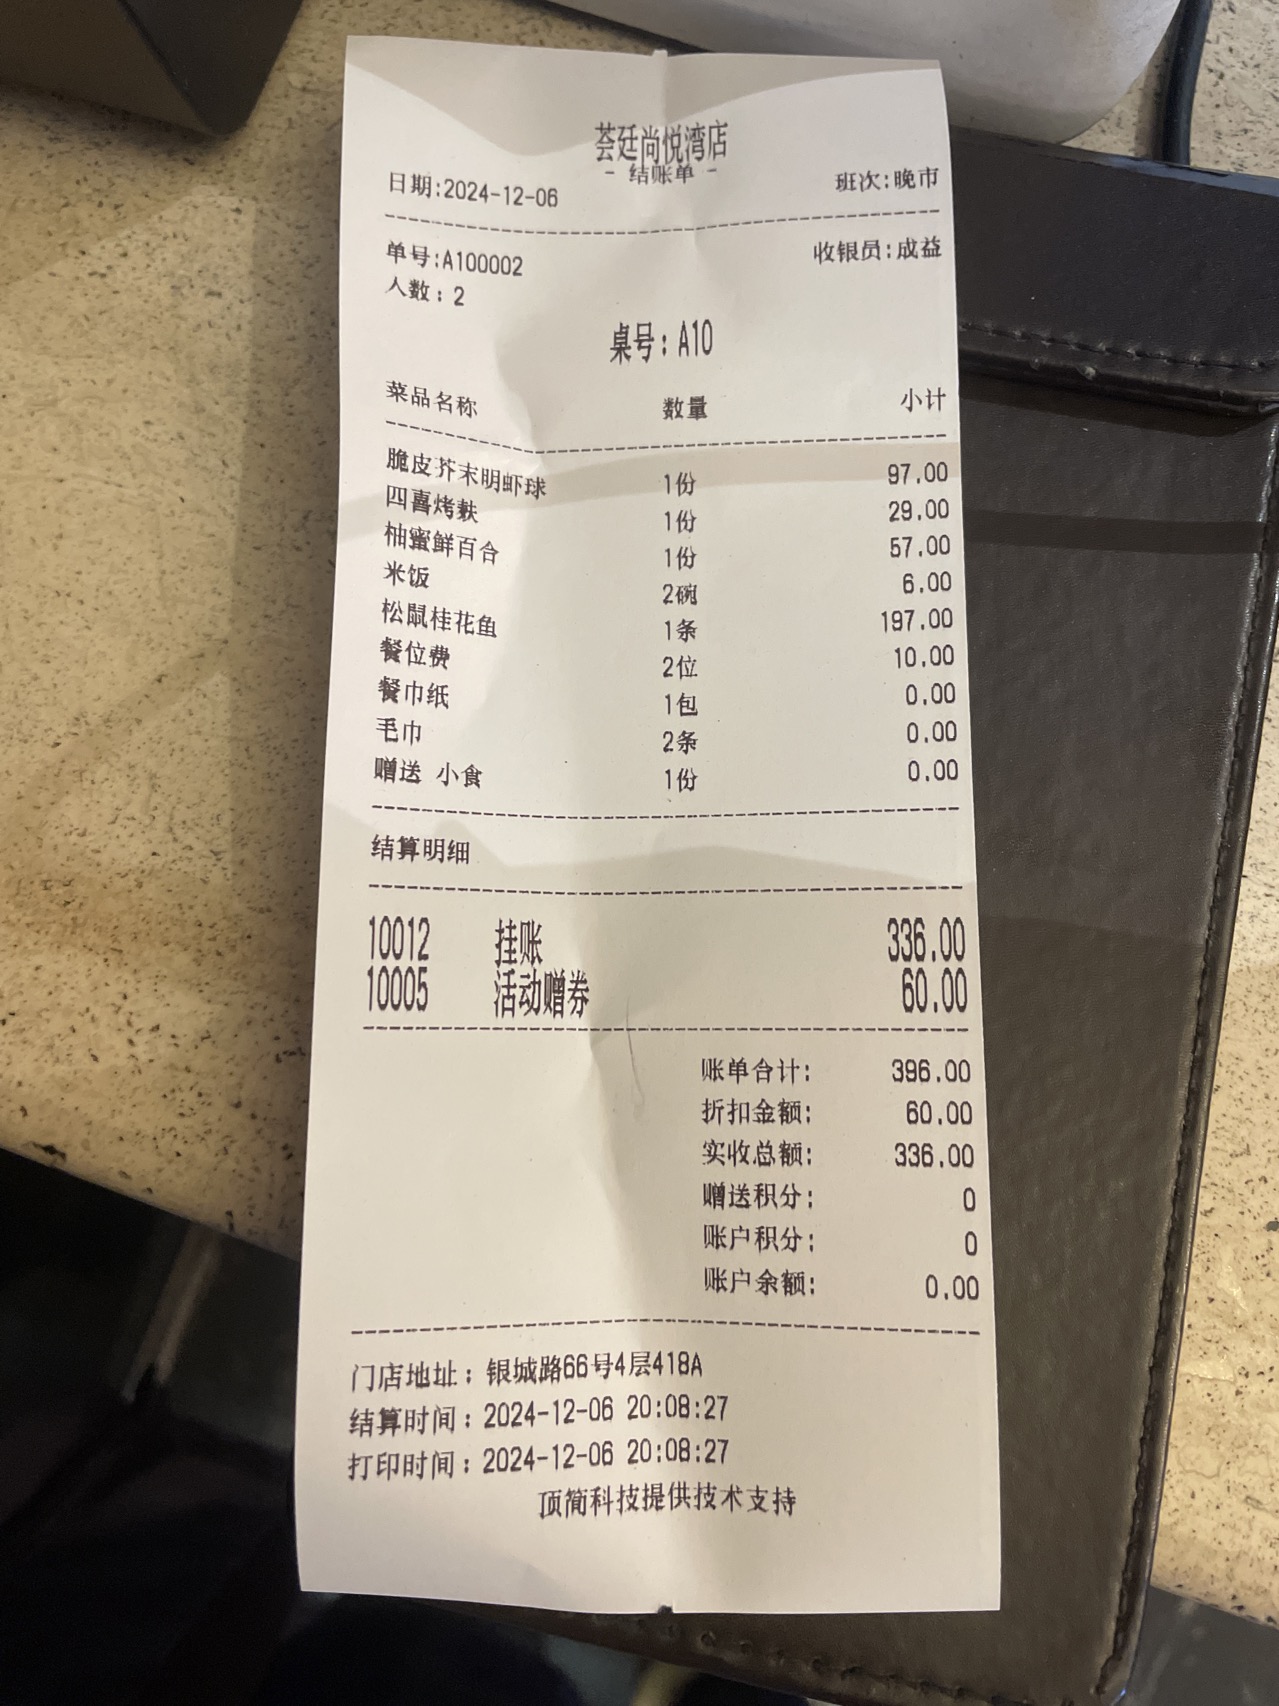 荟廷尚悦湾店
- 结账单 -
日期:2024-12-06 班次:晚市
单号:A100002 收银员:成益
人数:2
桌号:A10
菜品名称 数量 小计
脆皮芥末明虾球 1份 97.00
四喜烤麸 1份 29.00
柚蜜鲜百合 1份 57.00
米饭 2碗 6.00
松鼠桂花鱼 1条 197.00
餐位费 2位 10.00
餐巾纸 1包 0.00
毛巾 2条 0.00
赠送 小食 1份 0.00
结算明细
10012 挂账 336.00
10005 活动赠券 60.00
账单合计: 396.00
折扣金额: 60.00
实收总额: 336.00
赠送积分: 0
账户积分: 0
账户余额: 0.00
门店地址:银城路66号4层418A
结算时间:2024-12-06 20:08:27
打印时间:2024-12-06 20:08:27
顶简科技提供技术支持